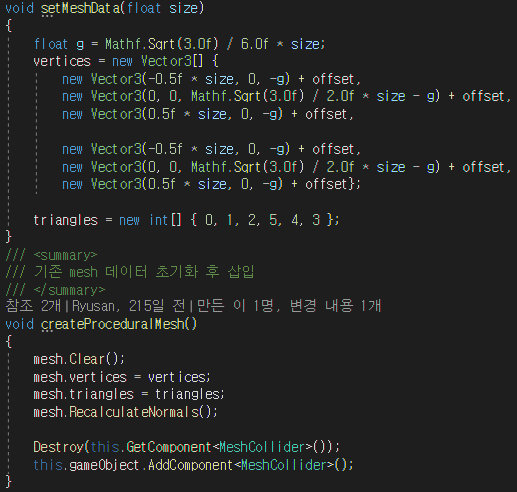 void setMeshData(float size)
{
    float g = Mathf.Sqrt(3.0f) / 6.0f * size;
    vertices = new Vector3[] {
        new Vector3(-0.5f * size, 0, -g) + offset,
        new Vector3(0, 0, Mathf.Sqrt(3.0f) / 2.0f * size - g) + offset,
        new Vector3(0.5f * size, 0, -g) + offset,

        new Vector3(-0.5f * size, 0, -g) + offset,
        new Vector3(0, 0, Mathf.Sqrt(3.0f) / 2.0f * size - g) + offset,
        new Vector3(0.5f * size, 0, -g) + offset};

    triangles = new int[] { 0, 1, 2, 5, 4, 3 };
}
/// <summary>
/// 기존 mesh 데이터 초기화 후 삽입
/// </summary>
참조 2개|Ryusan, 215일 전|만든 이 1명, 변경 내용 1개
void createProceduralMesh()
{
    mesh.Clear();
    mesh.vertices = vertices;
    mesh.triangles = triangles;
    mesh.RecalculateNormals();

    Destroy(this.GetComponent<MeshCollider>());
    this.gameObject.AddComponent<MeshCollider>();
}